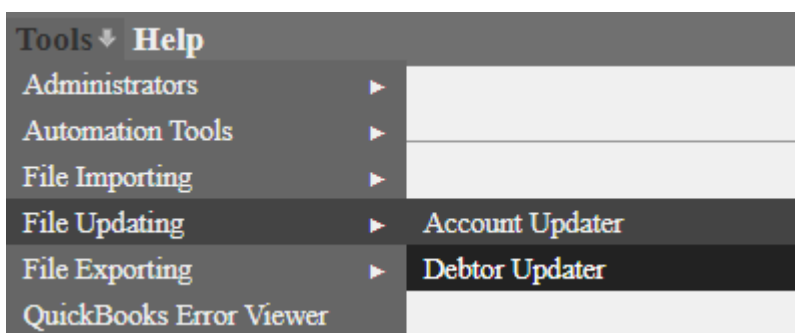 Tools Help
Administrators
Automation Tools
File Importing
File Updating Account Updater
File Exporting Debtor Updater
QuickBooks Error Viewer